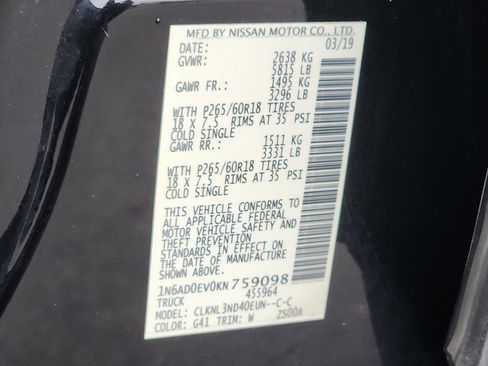 MFD BY NISSAN MOTOR CO., LTD.
DATE: 03/19
GVWR: 2638 KG
5815 LB
GAWR FR.: 1495 KG
3296 LB
WITH P265/60R18 TIRES
18 X 7.5 RIMS AT 35 PSI
COLD SINGLE
GAWR RR.: 1511 KG
3331 LB
WITH P265/60R18 TIRES
18 X 7.5 RIMS AT 35 PSI
COLD SINGLE
THIS VEHICLE CONFORMS TO
ALL APPLICABLE FEDERAL
MOTOR VEHICLE SAFETY AND
THEFT PREVENTION
STANDARDS IN EFFECT ON
THE DATE OF MANUFACTURE
SHOWN ABOVE.
1N6AD0EV0KN759098
TRUCK 455964
MODEL: CLKNL3ND40EUN--C-C
COLOR: G41 TRIM: W ZS00A